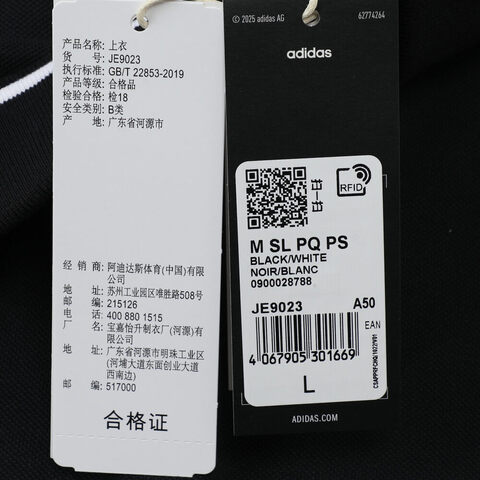 产品名称：上衣
货　　号：JE9023
执行标准：GB/T 22853-2019
产品等级：合格品
检验合格：检18
安全类别：B类
产　　地：广东省河源市
经　销　商：阿迪达斯体育(中国)有限
公司
地　　址：苏州工业园区唯胜路508号
邮　　编：215126
电　　话：400 880 1515
厂　　名：宝嘉怡升制衣厂(河源)有
限公司
地　　址：广东省河源市明珠工业区
(河埔大道东面创业大道
西南边)
邮　　编：517000
合格证
© 2025 adidas AG
62774264
adidas
扫一扫
RFID
M SL PQ PS
BLACK/WHITE
NOIR/BLANC
0900028788
JE9023 A50
EAN
4 067905 301669
L
ADIDAS.COM